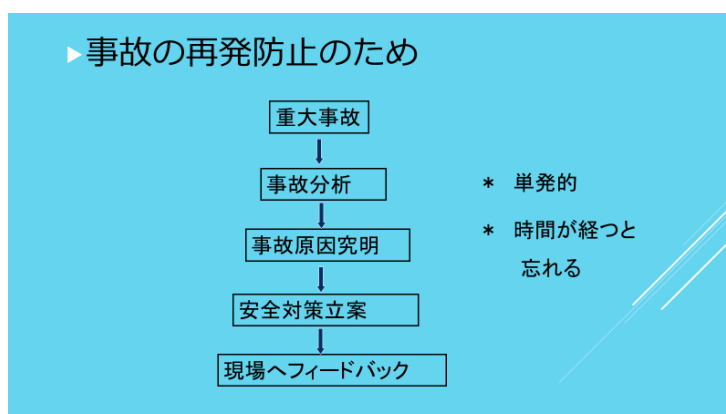 事故の再発防止のため
重大事故
事故分析
事故原因究明
安全対策立案
現場へフィードバック
* 単発的
* 時間が経つと
忘れる